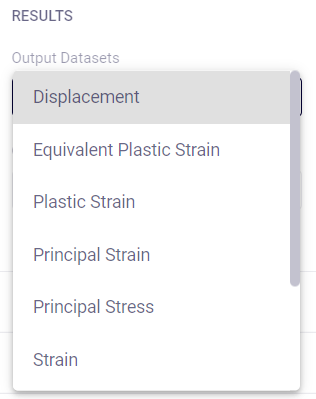 RESULTS
Output Datasets
Displacement
Equivalent Plastic Strain
Plastic Strain
Principal Strain
Principal Stress
Strain